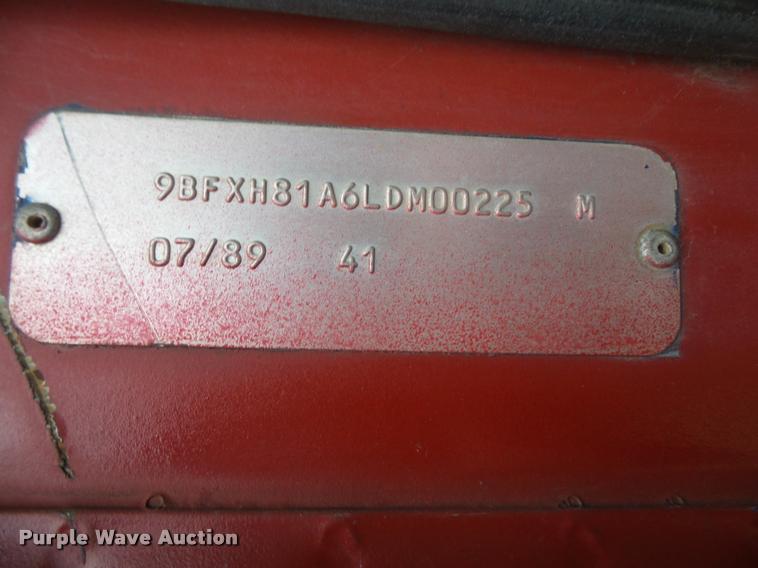 9BFXH81A6LDM00225 M
07/89 41
Purple Wave Auction